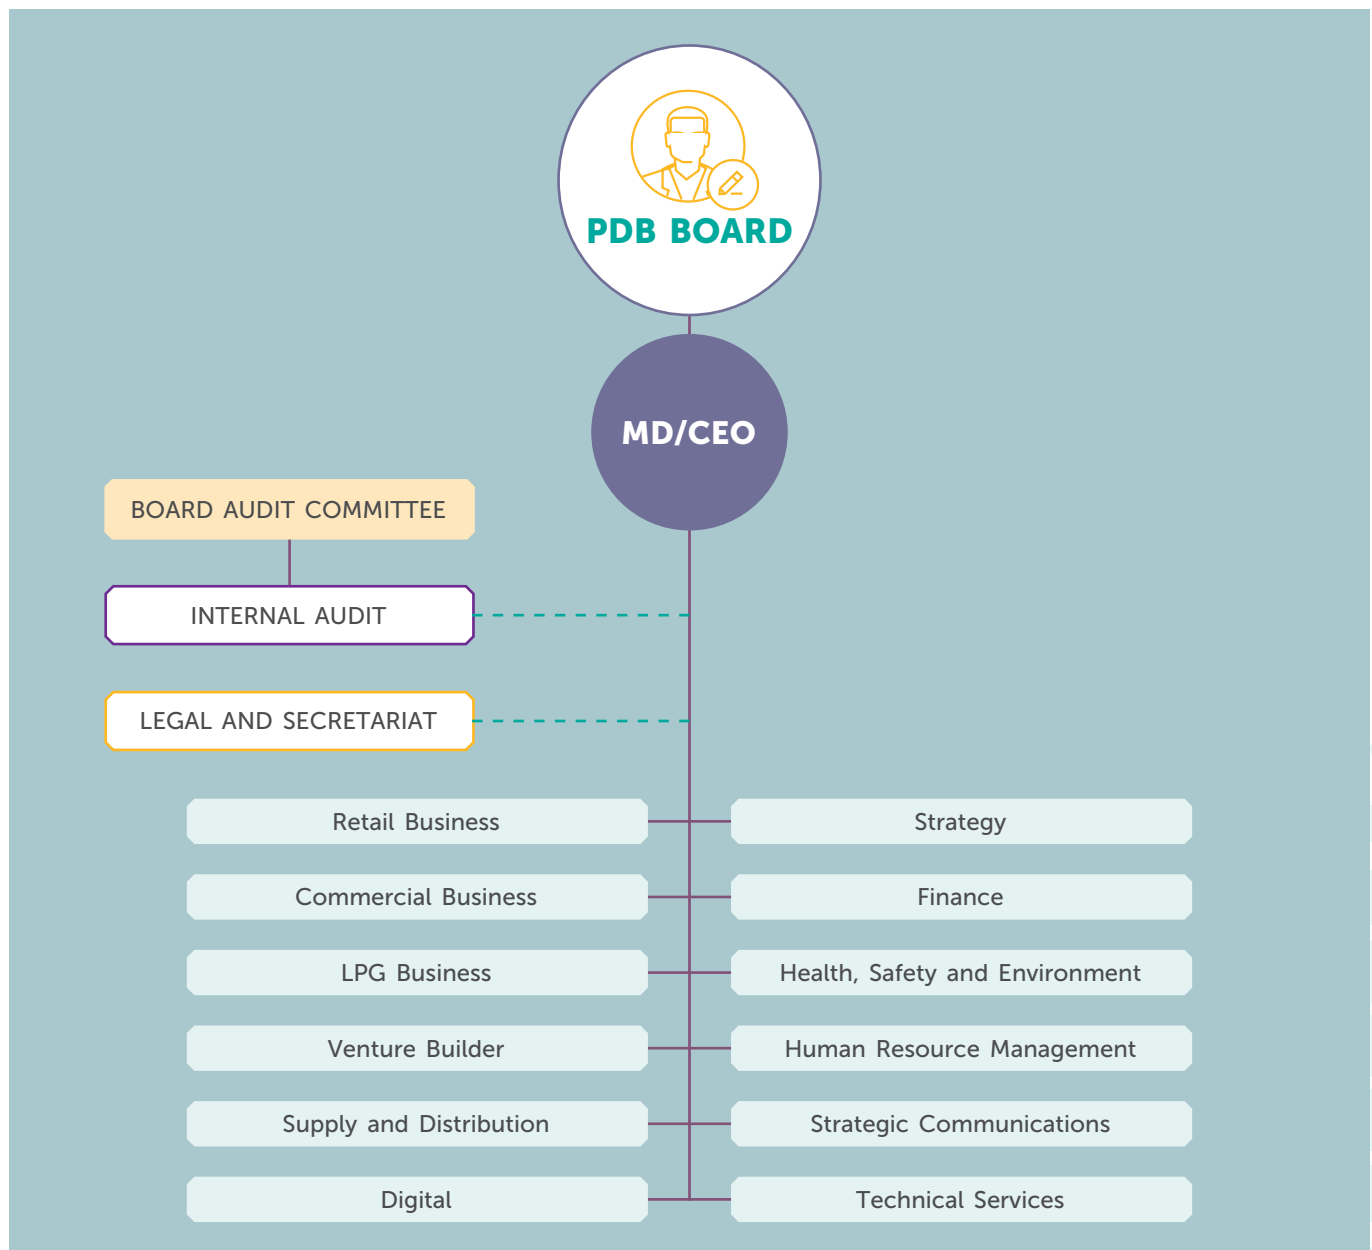 PDB BOARD
MD/CEO
BOARD AUDIT COMMITTEE
INTERNAL AUDIT
LEGAL AND SECRETARIAT
Retail Business
Strategy
Commercial Business
Finance
LPG Business
Health, Safety and Environment
Venture Builder
Human Resource Management
Supply and Distribution
Strategic Communications
Digital
Technical Services